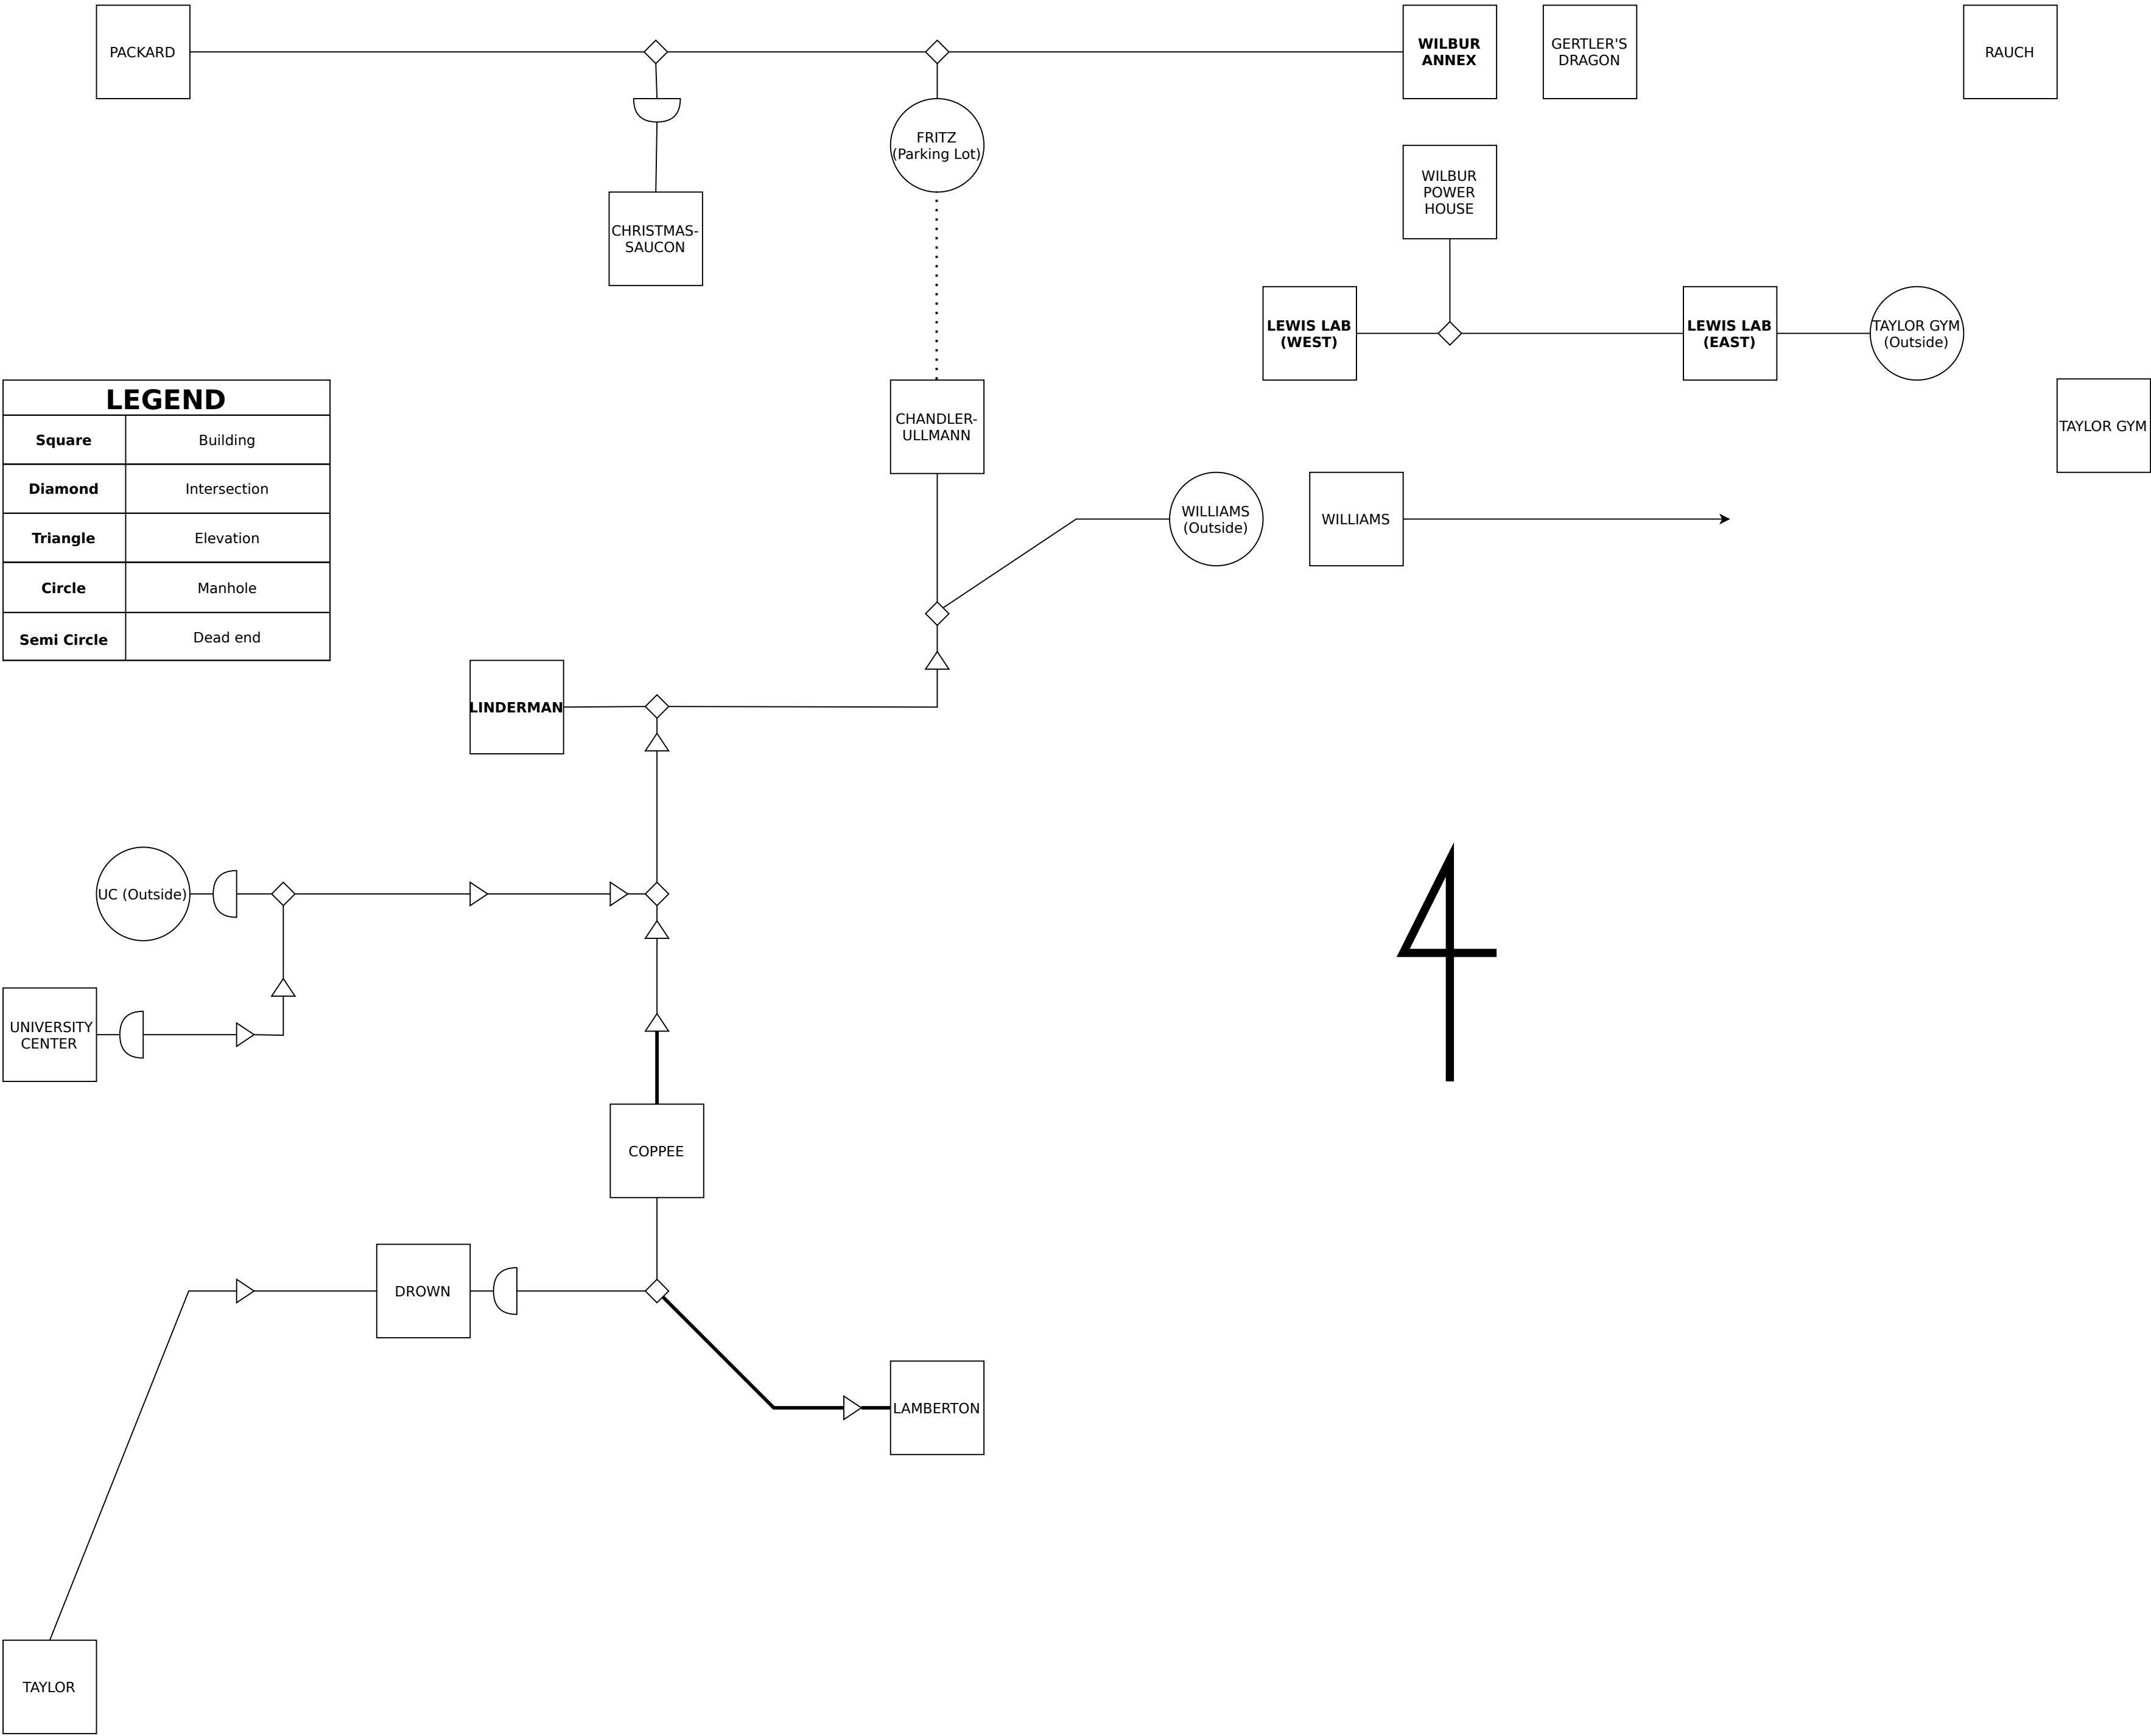 PACKARD
WILBUR
ANNEX
GERTLER'S
DRAGON
RAUCH
FRITZ
(Parking Lot)
WILBUR
POWER
HOUSE
CHRISTMAS-
SAUCON
LEWIS LAB
(WEST)
LEWIS LAB
(EAST)
TAYLOR GYM
(Outside)
LEGEND
Square Building
Diamond Intersection
Triangle Elevation
Circle Manhole
Semi Circle Dead end
CHANDLER-
ULLMANN
TAYLOR GYM
WILLIAMS
(Outside)
WILLIAMS
LINDERMAN
UC (Outside)
UNIVERSITY
CENTER
COPPEE
DROWN
LAMBERTON
TAYLOR